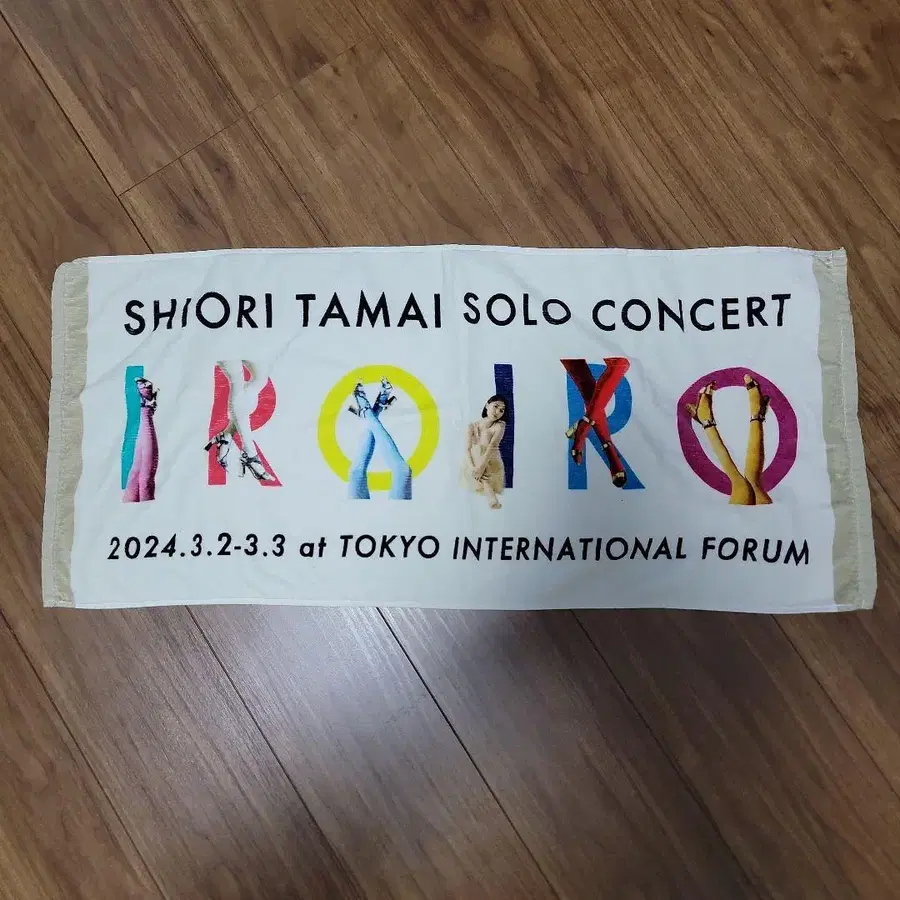 SHIORI TAMAI SOLO CONCERT
IROIRO
2024.3.2-3.3 at TOKYO INTERNATIONAL FORUM